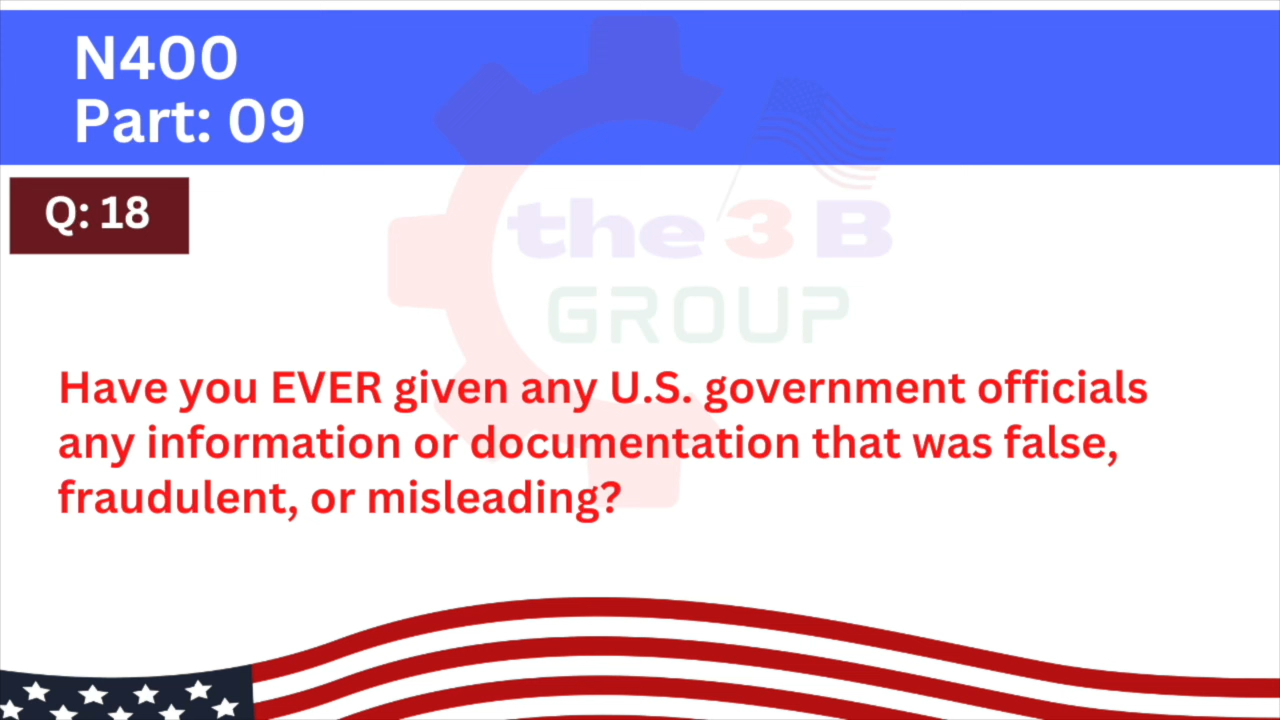 N400
Part: 09
Q: 18
the 3B
GROUP
Have you EVER given any U.S. government officials
any information or documentation that was false,
fraudulent, or misleading?